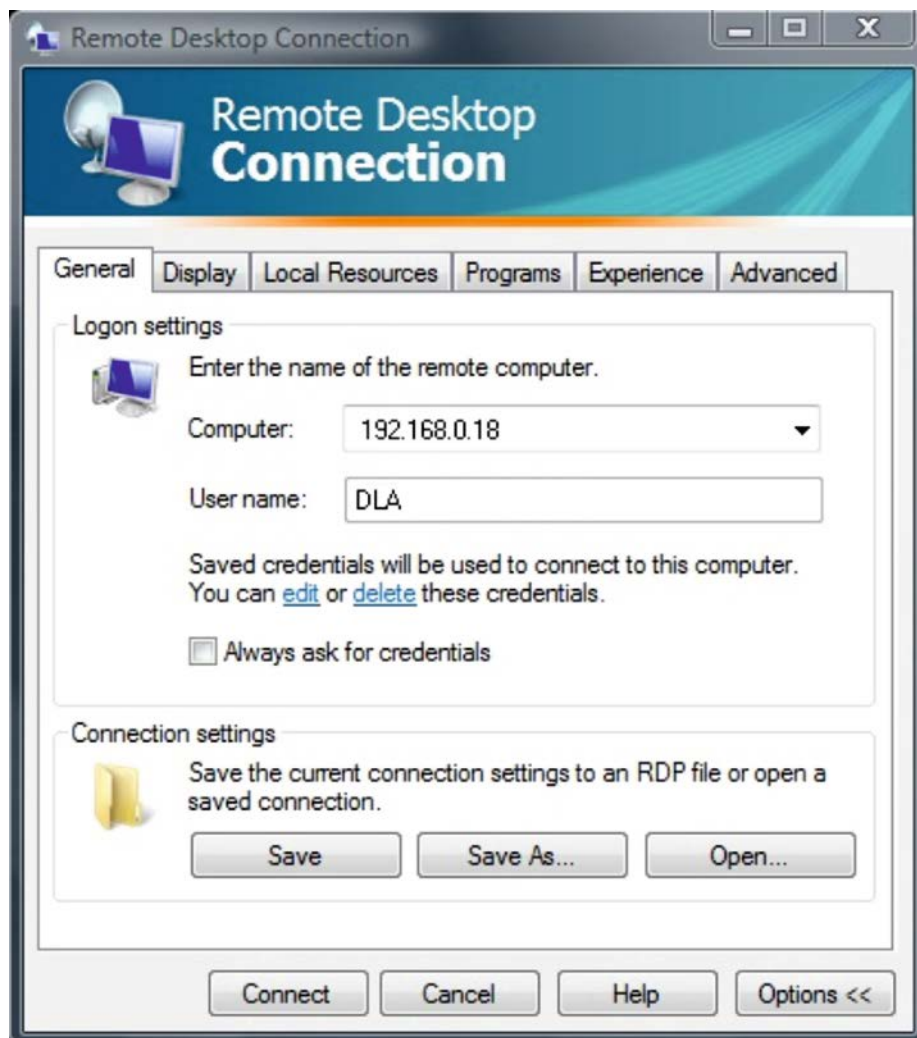 Remote Desktop Connection
Remote Desktop
Connection
General Display Local Resources Programs Experience Advanced
Logon settings
Enter the name of the remote computer.
Computer: 192.168.0.18
User name: DLA
Saved credentials will be used to connect to this computer.
You can edit or delete these credentials.
Always ask for credentials
Connection settings
Save the current connection settings to an RDP file or open a
saved connection.
Save Save As... Open...
Connect Cancel Help Options <<